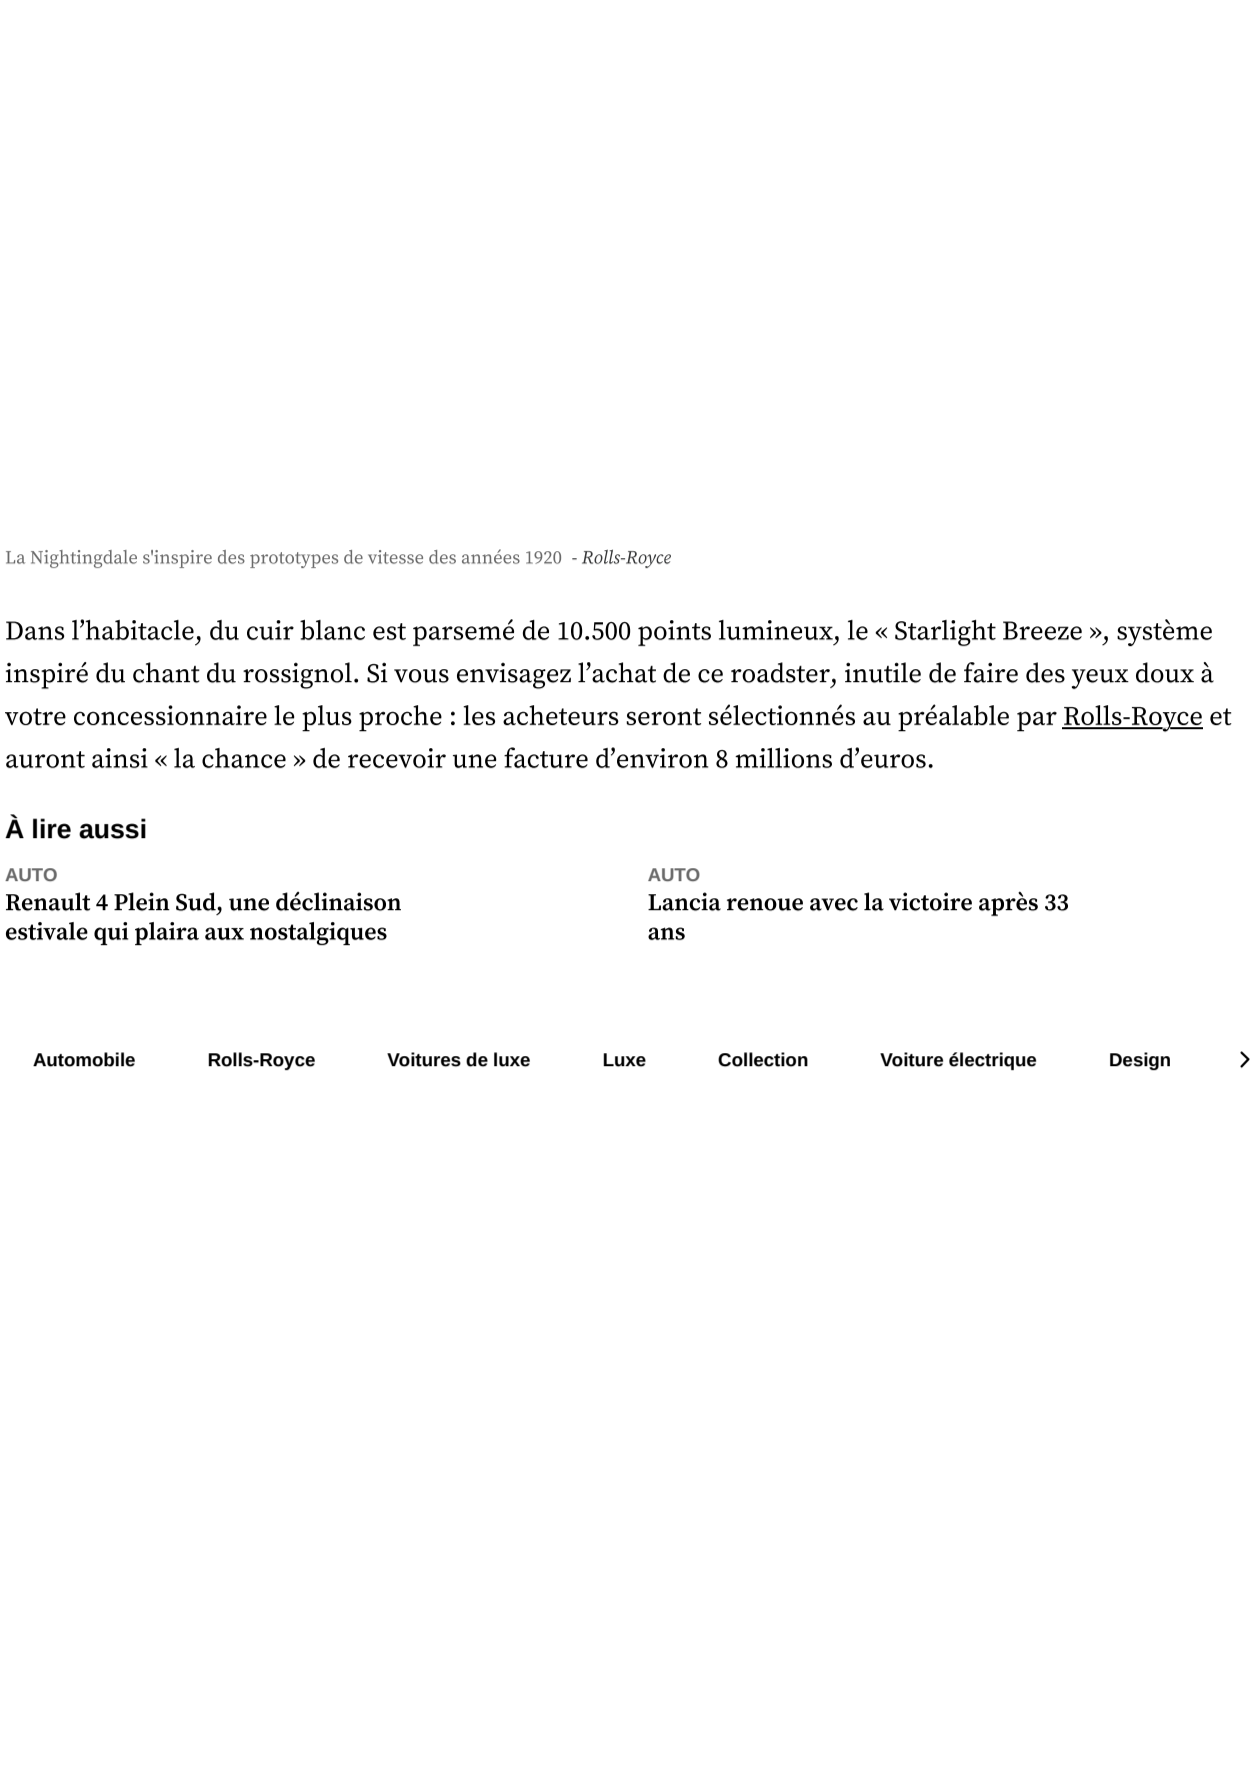 La Nightingdale s'inspire des prototypes de vitesse des années 1920 - Rolls-Royce
Dans l’habitacle, du cuir blanc est parsemé de 10.500 points lumineux, le « Starlight Breeze », système
inspiré du chant du rossignol. Si vous envisagez l’achat de ce roadster, inutile de faire des yeux doux à
votre concessionnaire le plus proche : les acheteurs seront sélectionnés au préalable par Rolls-Royce et
auront ainsi « la chance » de recevoir une facture d’environ 8 millions d’euros.
À lire aussi
AUTO
Renault 4 Plein Sud, une déclinaison
estivale qui plaira aux nostalgiques
AUTO
Lancia renoue avec la victoire après 33
ans
Automobile Rolls-Royce Voitures de luxe Luxe Collection Voiture électrique Design